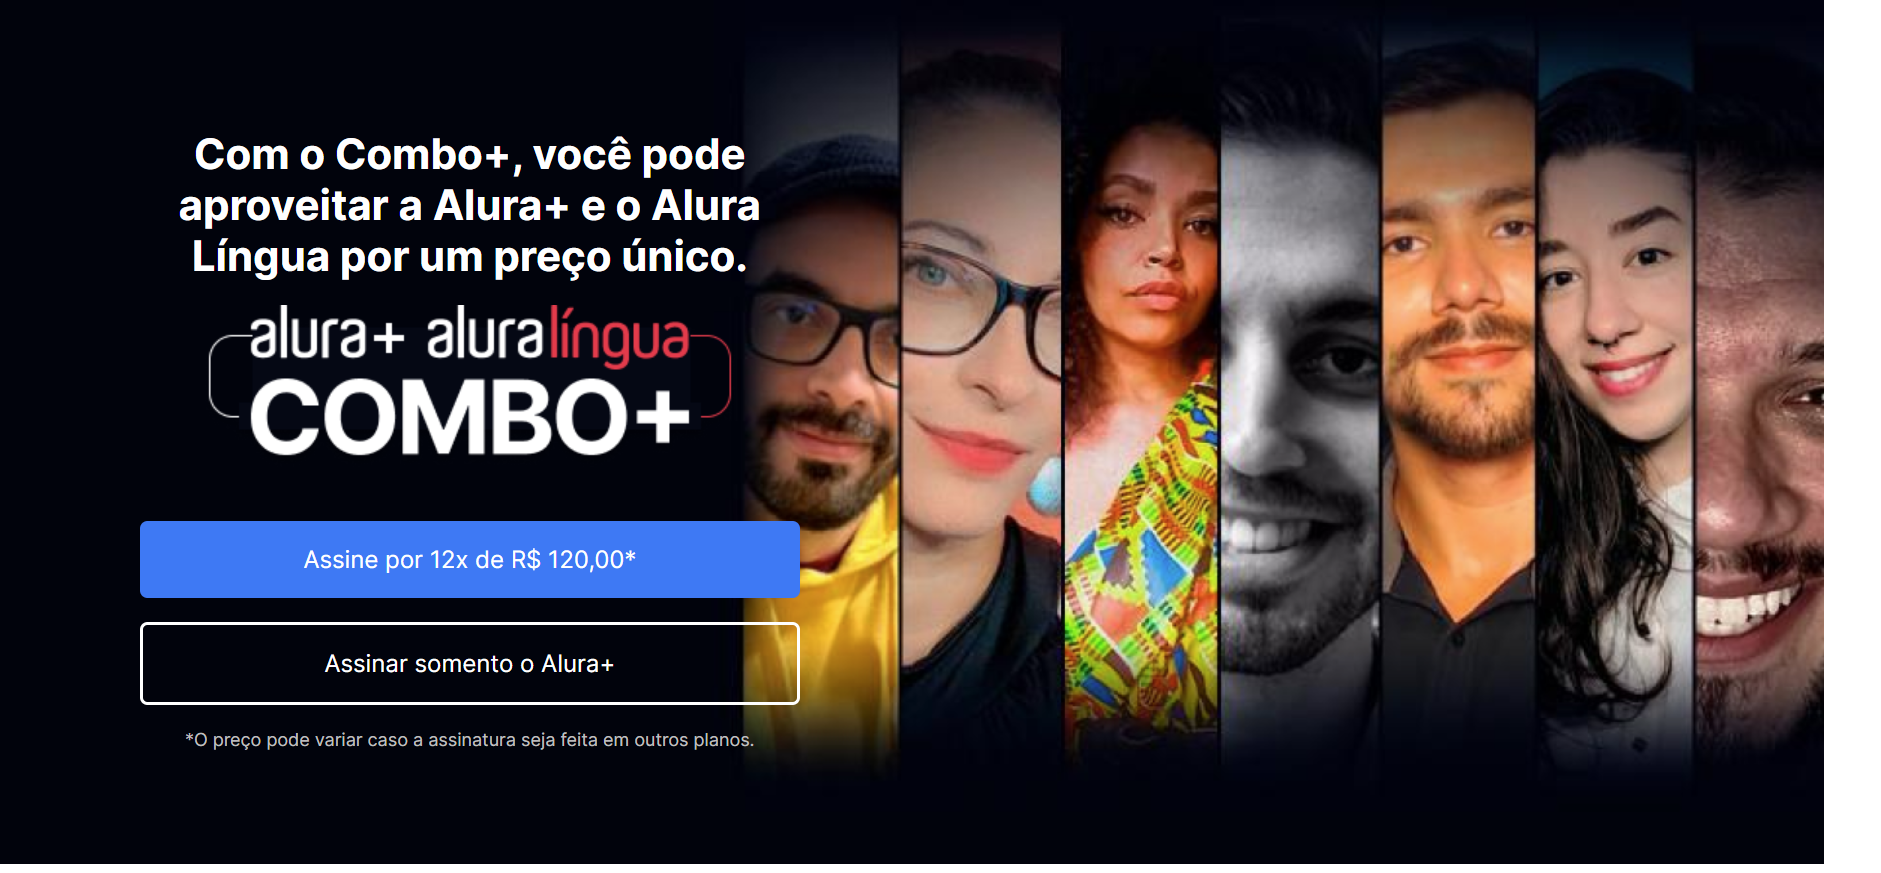 Com o Combo+, você pode
aproveitar a Alura+ e o Alura
Língua por um preço único.
alura+ aluralíngua
COMBO+
Assine por 12x de R$ 120,00*
Assinar somento o Alura+
*O preço pode variar caso a assinatura seja feita em outros planos.